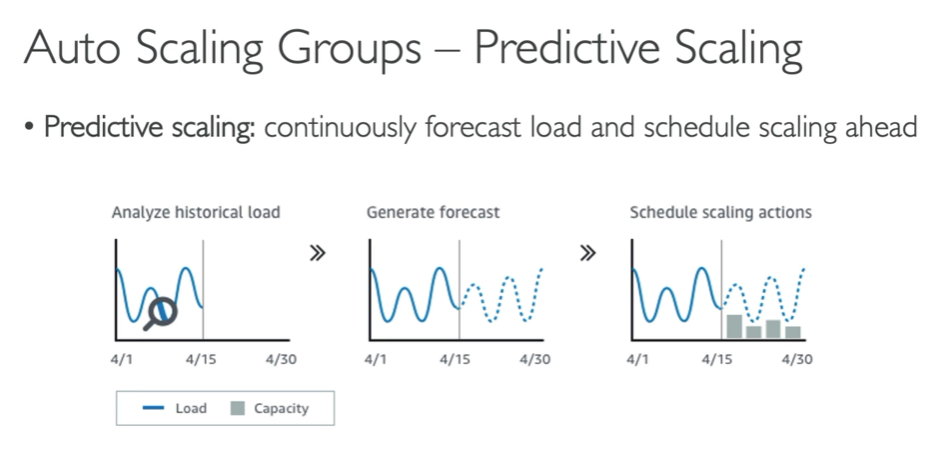 Auto Scaling Groups – Predictive Scaling
• Predictive scaling: continuously forecast load and schedule scaling ahead
Analyze historical load
Generate forecast
Schedule scaling actions
4/1 4/15 4/30
4/1 4/15 4/30
4/1 4/15 4/30
Load Capacity